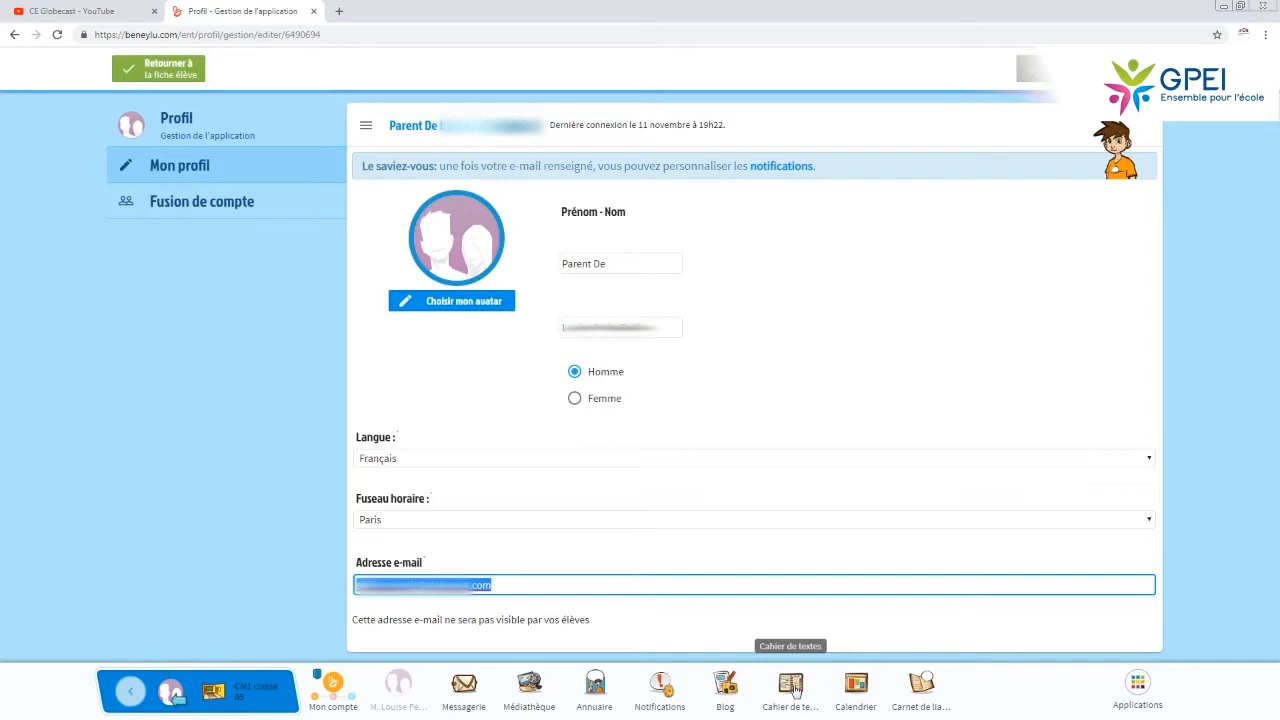 CE Globecast - YouTube
Profil - Gestion de l'application
https://beneylu.com/ent/profil/gestion/editer/6490694
Retourner à
la fiche élève
GPEI
Ensemble pour l'école
Profil
Gestion de l'application
Mon profil
Fusion de compte
Parent De
Dernière connexion le 11 novembre à 19h22.
Le saviez-vous: une fois votre e-mail renseigné, vous pouvez personnaliser les notifications.
Choisir mon avatar
Prénom - Nom
Parent De
Homme
Femme
Langue :
Français
Fuseau horaire :
Paris
Adresse e-mail
.com
Cette adresse e-mail ne sera pas visible par vos élèves
Cahier de textes
CM1 classe
05
Mon compte
M. Louise Pe...
Messagerie
Médiathèque
Annuaire
Notifications
Blog
Cahier de te...
Calendrier
Carnet de lia...
Applications